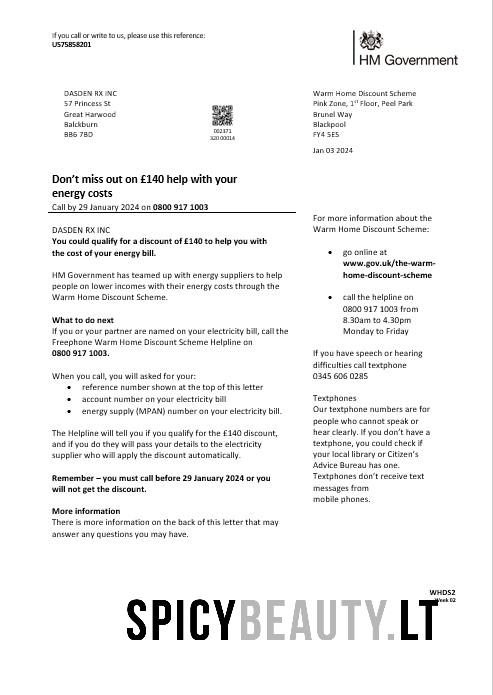 If you call or write to us, please use this reference:
US75858201
HM Government
DASDEN RX INC
57 Princess St
Great Harwood
Balckburn
BB6 7BD
002371
320 00014
Warm Home Discount Scheme
Pink Zone, 1st Floor, Peel Park
Brunel Way
Blackpool
FY4 5ES
Jan 03 2024
Don't miss out on £140 help with your
energy costs
Call by 29 January 2024 on 0800 917 1003
DASDEN RX INC
You could qualify for a discount of £140 to help you with
the cost of your energy bill.
HM Government has teamed up with energy suppliers to help
people on lower incomes with their energy costs through the
Warm Home Discount Scheme.
What to do next
If you or your partner are named on your electricity bill, call the
Freephone Warm Home Discount Scheme Helpline on
0800 917 1003.
When you call, you will asked for your:
• reference number shown at the top of this letter
• account number on your electricity bill
• energy supply (MPAN) number on your electricity bill.
The Helpline will tell you if you qualify for the £140 discount,
and if you do they will pass your details to the electricity
supplier who will apply the discount automatically.
Remember – you must call before 29 January 2024 or you
will not get the discount.
More information
There is more information on the back of this letter that may
answer any questions you may have.
For more information about the
Warm Home Discount Scheme:
• go online at
www.gov.uk/the-warm-
home-discount-scheme
• call the helpline on
0800 917 1003 from
8.30am to 4.30pm
Monday to Friday
If you have speech or hearing
difficulties call textphone
0345 606 0285
Textphones
Our textphone numbers are for
people who cannot speak or
hear clearly. If you don't have a
textphone, you could check if
your local library or Citizen's
Advice Bureau has one.
Textphones don't receive text
messages from
mobile phones.
WHDS2
Week 02
SPICYBEAUTY.LT